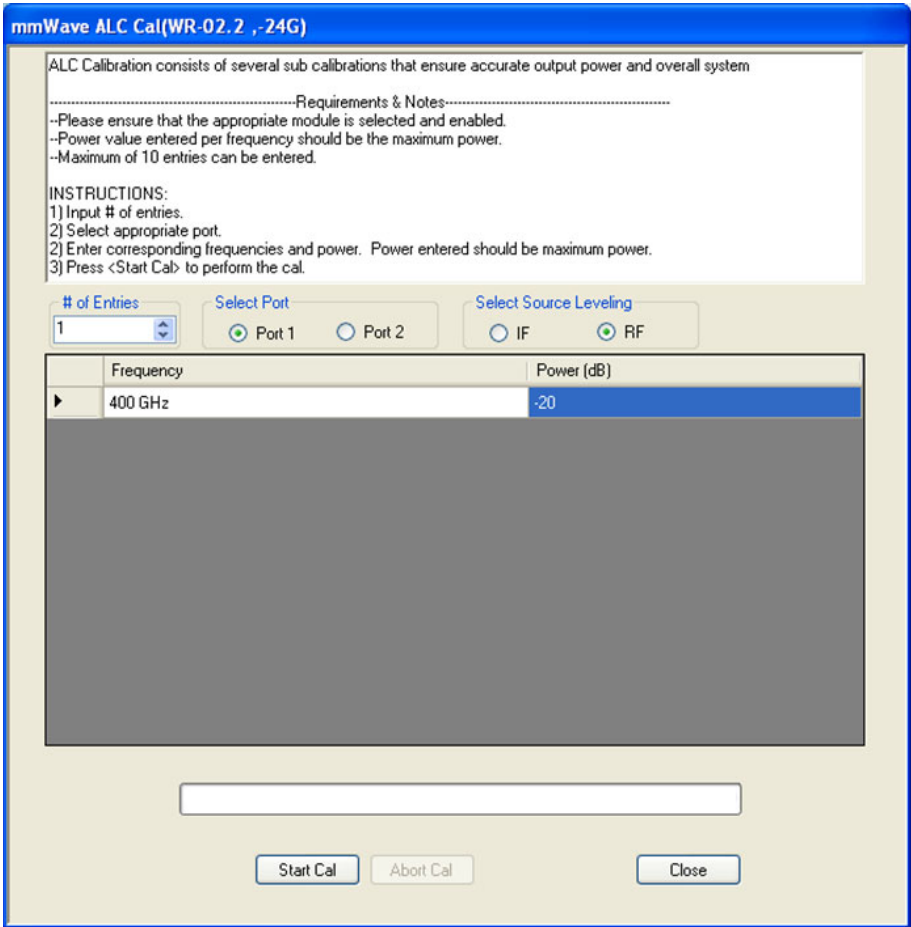 mmWave ALC Cal(WR-02.2 ,-24G)
ALC Calibration consists of several sub calibrations that ensure accurate output power and overall system
----------------------------------------------------------------Requirements & Notes----------------------------------------------------------
--Please ensure that the appropriate module is selected and enabled.
--Power value entered per frequency should be the maximum power.
--Maximum of 10 entries can be entered.
INSTRUCTIONS:
1) Input # of entries.
2) Select appropriate port.
2) Enter corresponding frequencies and power.  Power entered should be maximum power.
3) Press <Start Cal> to perform the cal.
# of Entries Select Port Select Source Leveling
1 Port 1 Port 2 IF RF
Frequency Power (dB)
400 GHz -20
Start Cal Abort Cal Close